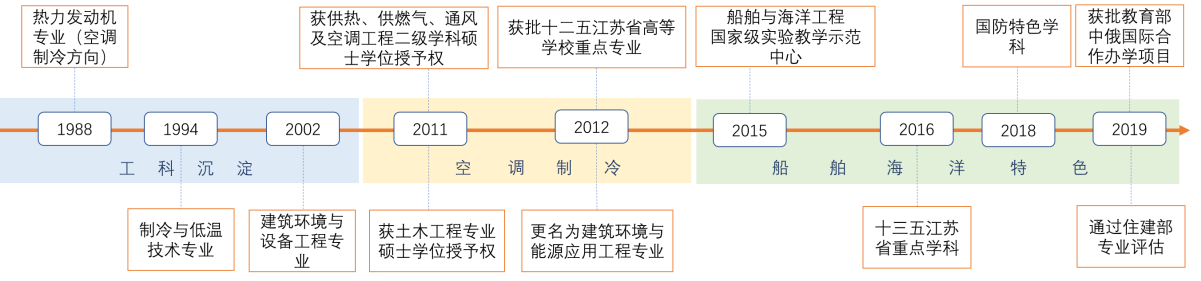 热力发动机
专业（空调
制冷方向）
获供热、供燃气、通风
及空调工程二级学科硕
士学位授予权
获批十二五江苏省高等
学校重点专业
船舶与海洋工程
国家级实验教学示范
中心
国防特色学
科
获批教育部
中俄国际合
作办学项目
1988
1994
2002
2011
2012
2015
2016
2018
2019
工科沉淀
空调制冷
船舶海洋特色
制冷与低温
技术专业
建筑环境与
设备工程专
业
获土木工程专业
硕士学位授予权
更名为建筑环境与
能源应用工程专业
十三五江苏
省重点学科
通过住建部
专业评估